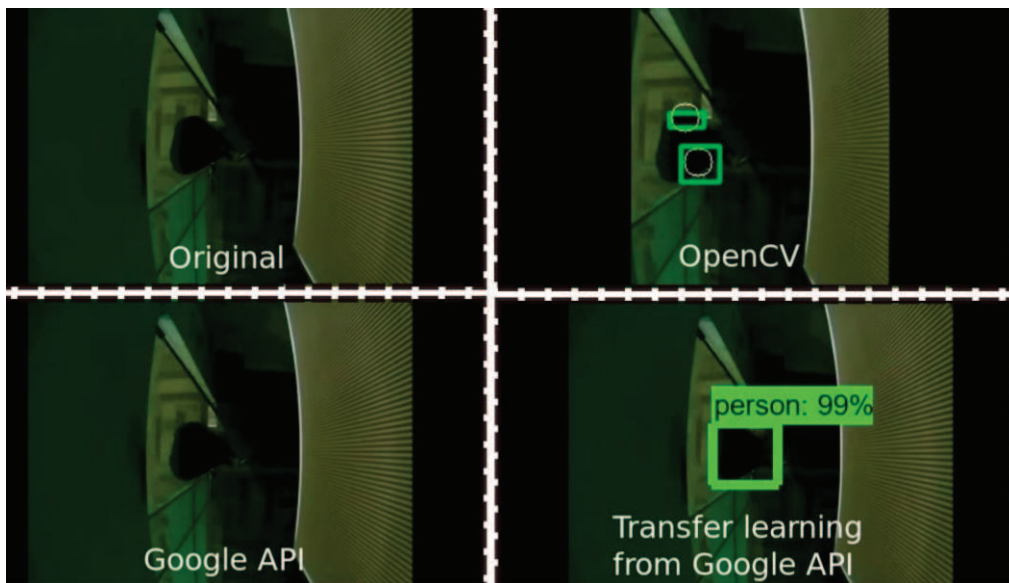 Original
OpenCV
person: 99%
Google API
Transfer learning
from Google API